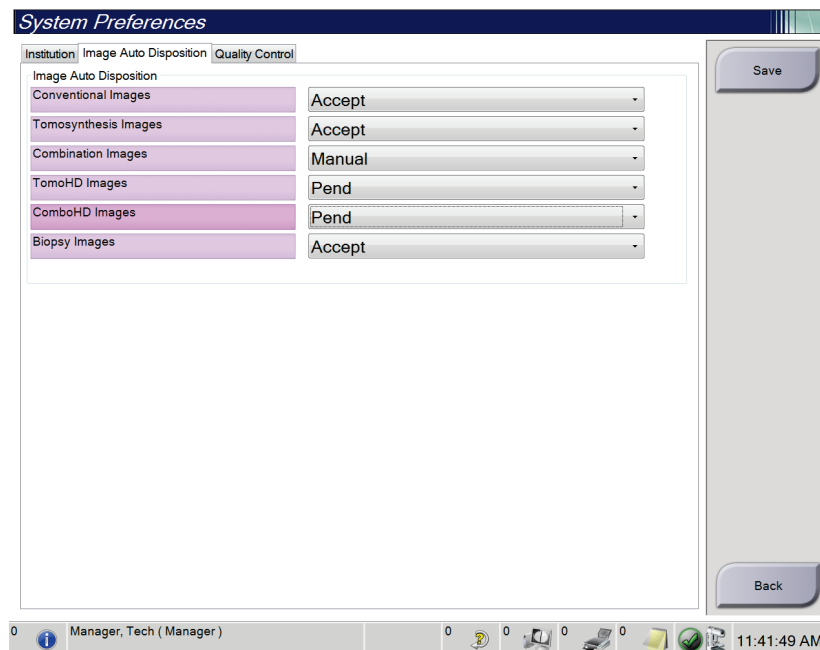 System Preferences
Institution Image Auto Disposition Quality Control
Save
Image Auto Disposition
Conventional Images Accept
Tomosynthesis Images Accept
Combination Images Manual
TomoHD Images Pend
ComboHD Images Pend
Biopsy Images Accept
Back
0 Manager, Tech ( Manager ) 0 0 0 0 11:41:49 AM